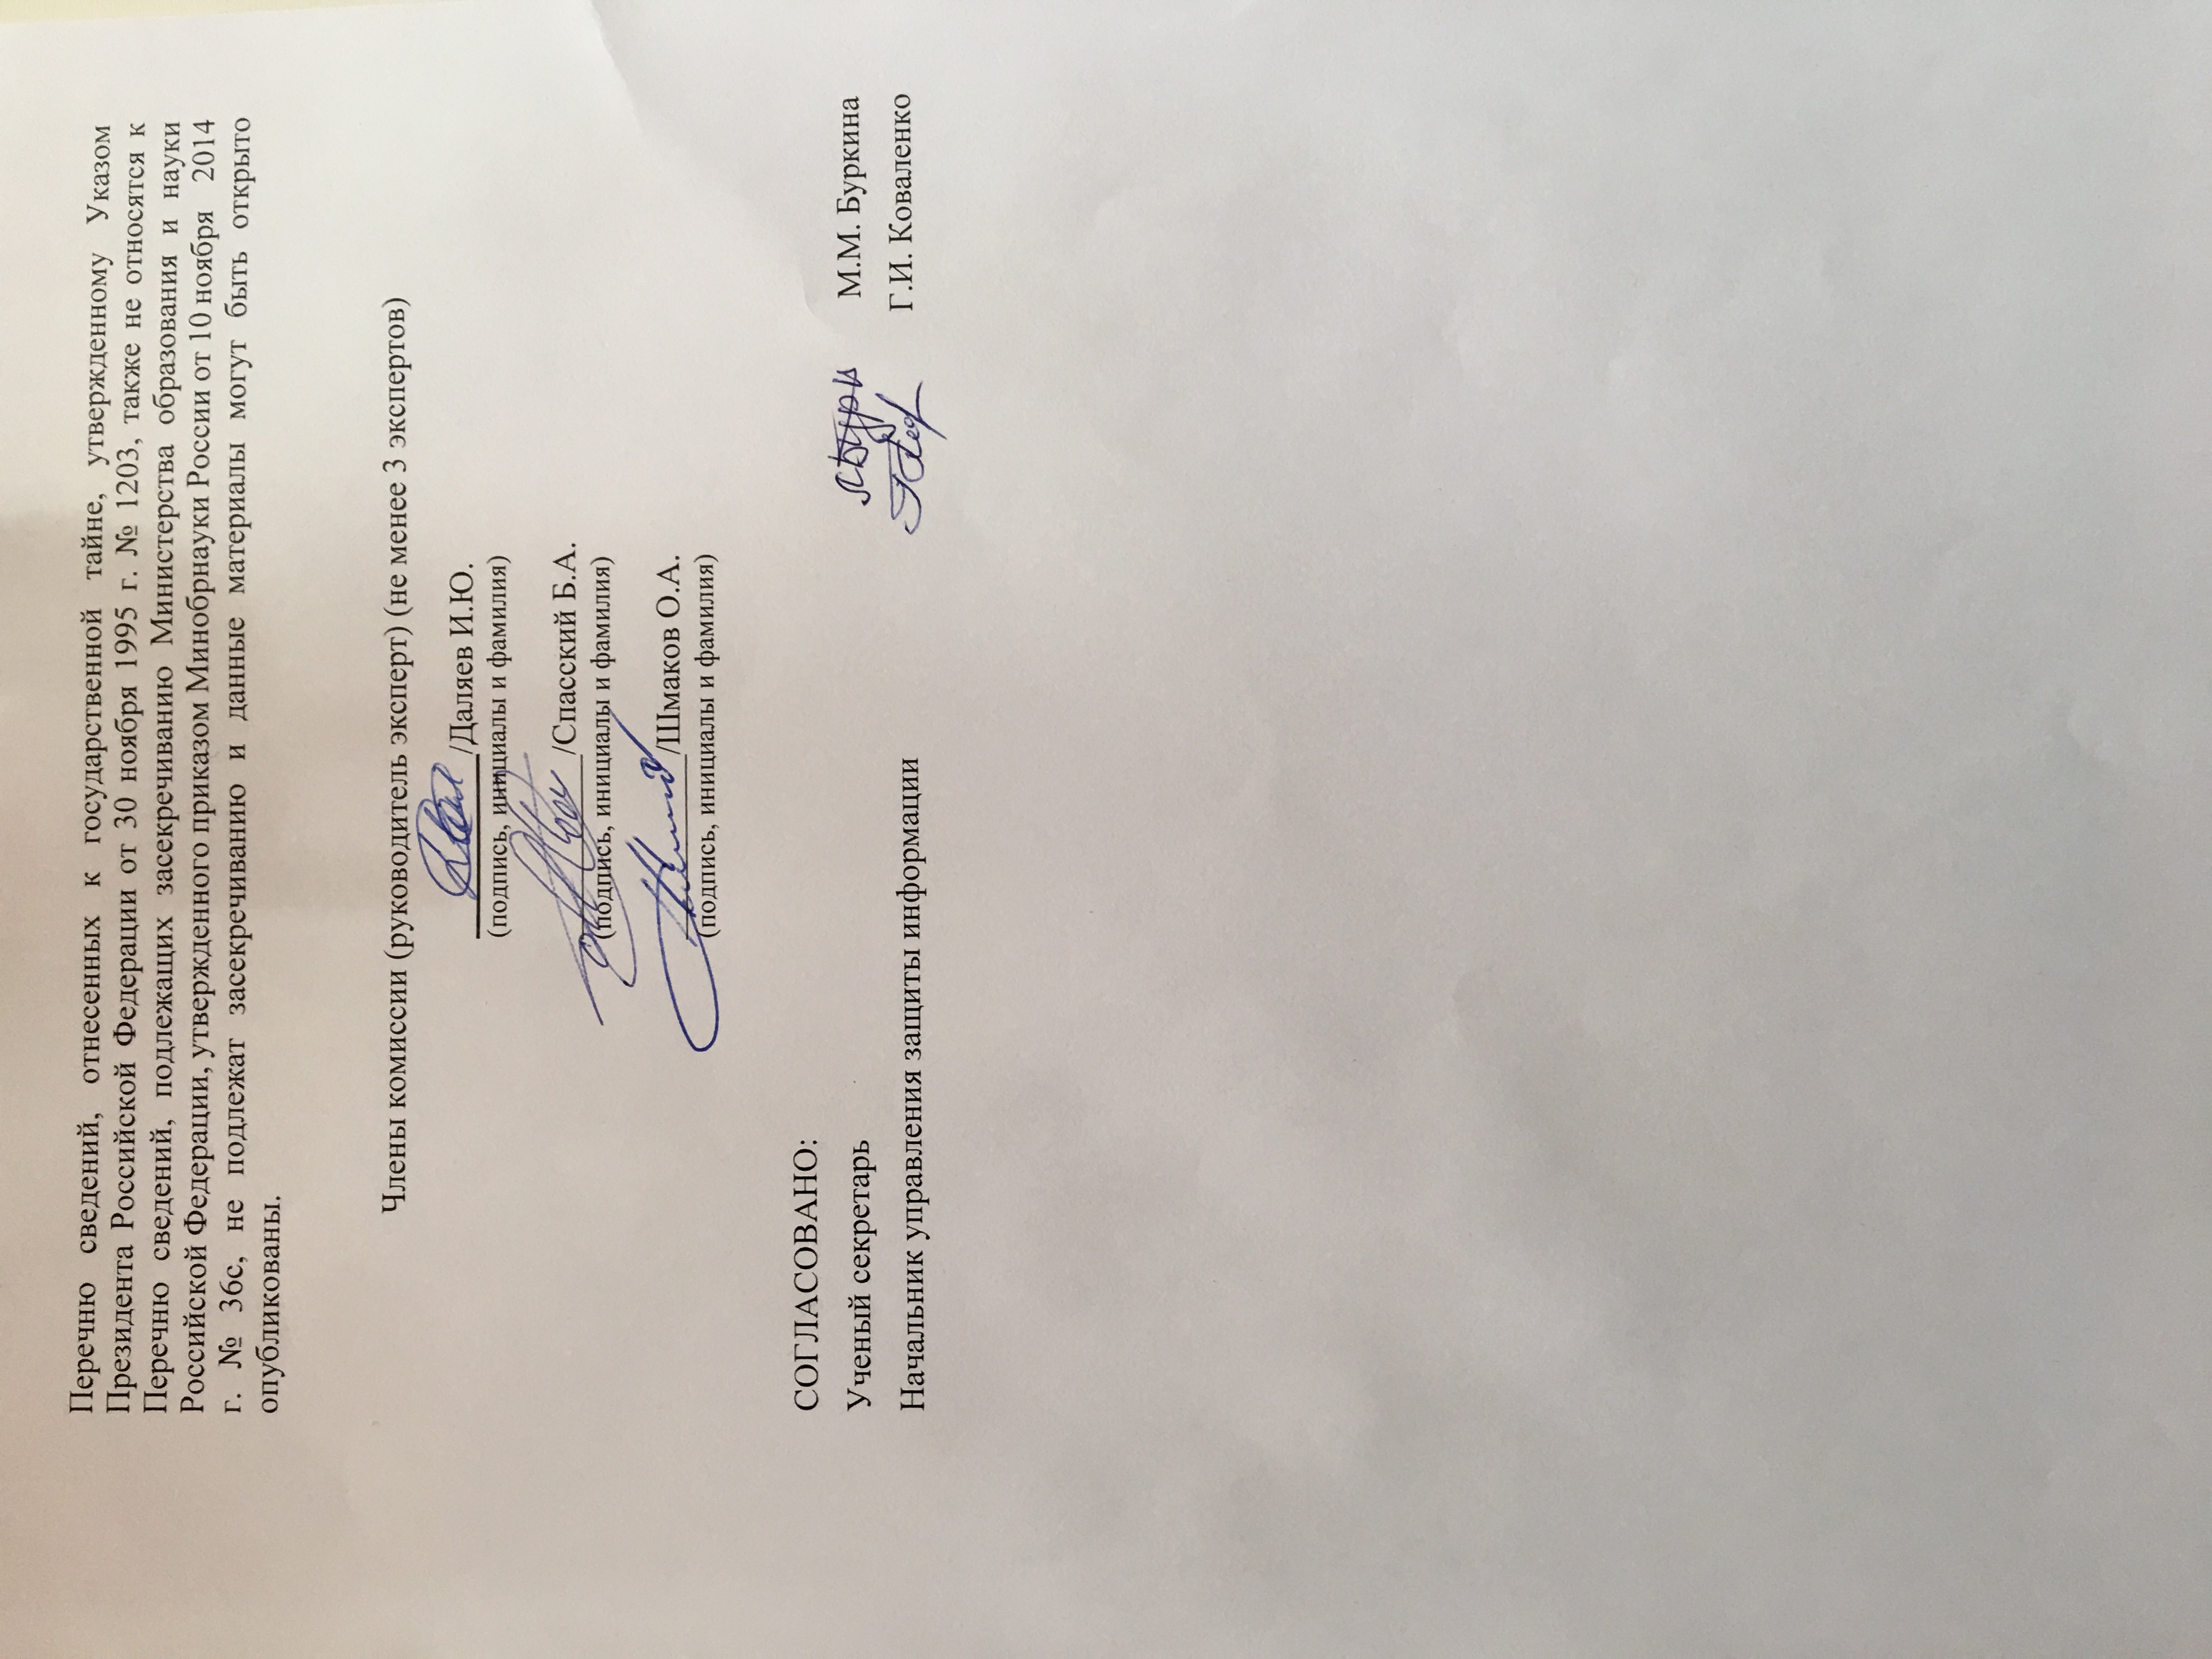 Перечню сведений, отнесенных к государственной тайне, утвержденному Указом
Президента Российской Федерации от 30 ноября 1995 г. № 1203, также не относятся к
Перечню сведений, подлежащих засекречиванию Министерства образования и науки
Российской Федерации, утвержденного приказом Минобрнауки России от 10 ноября 2014
г. № 36с, не подлежат засекречиванию и данные материалы могут быть открыто
опубликованы.
Члены комиссии (руководитель эксперт) (не менее 3 экспертов)
/Даляев И.Ю.
(подпись, инициалы и фамилия)
/Спасский Б.А.
(подпись, инициалы и фамилия)
/Шмаков О.А.
(подпись, инициалы и фамилия)
СОГЛАСОВАНО:
Ученый секретарь М.М. Буркина
Начальник управления защиты информации Г.И. Коваленко